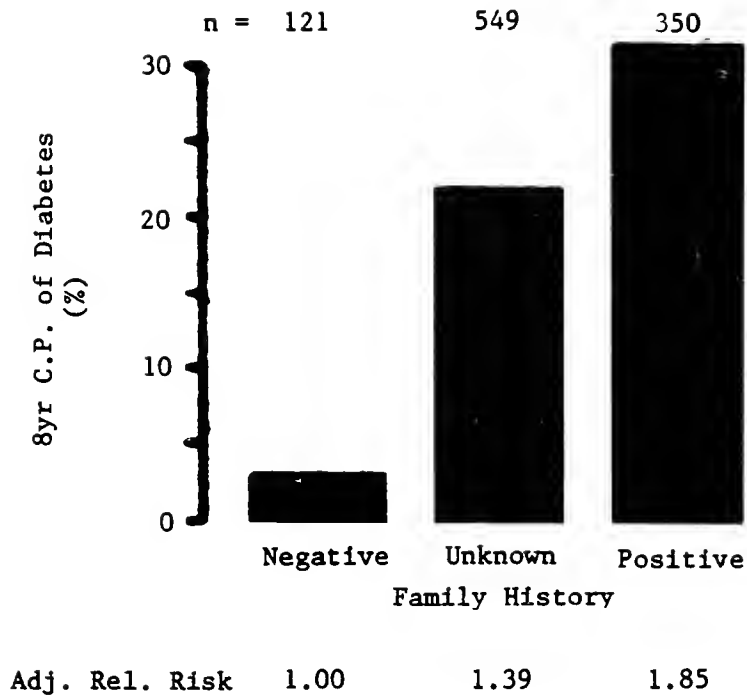 n = 121 549 350
30
20
10
0
8yr C.P. of Diabetes
(%)
Negative Unknown Positive
Family History
Adj. Rel. Risk 1.00 1.39 1.85